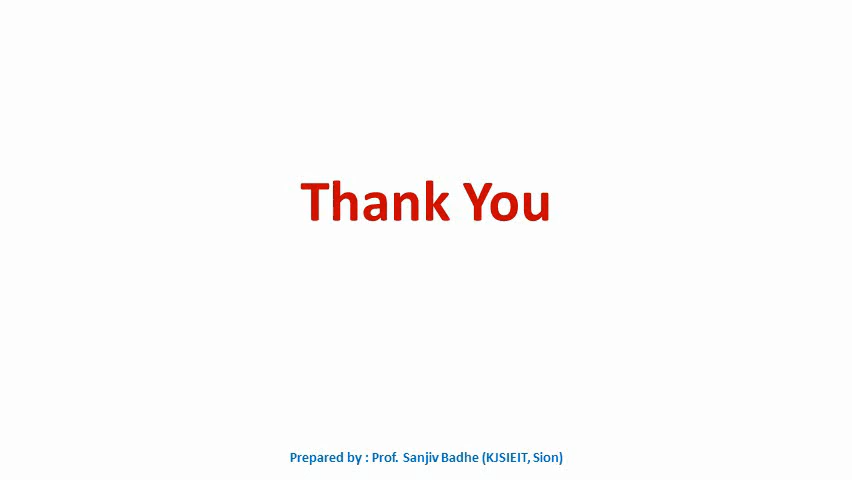 Thank You
Prepared by : Prof. Sanjiv Badhe (KJSIEIT, Sion)